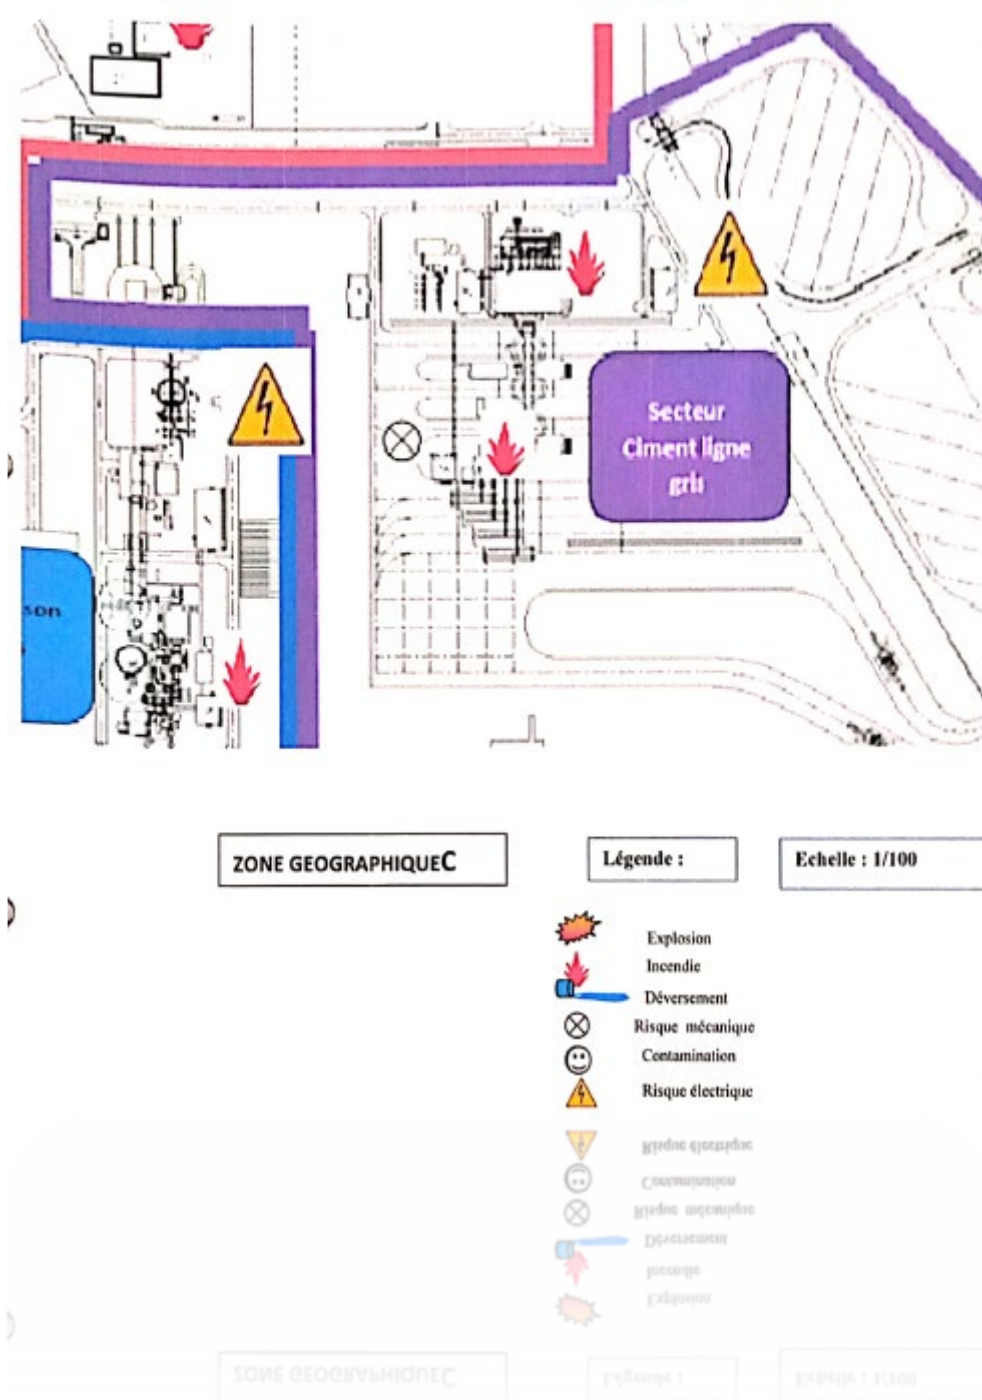 Secteur
Ciment ligne
gris
son
ZONE GEOGRAPHIQUEC
Légende :
Echelle : 1/100
Explosion
Incendie
Déversement
Risque mécanique
Contamination
Risque électrique